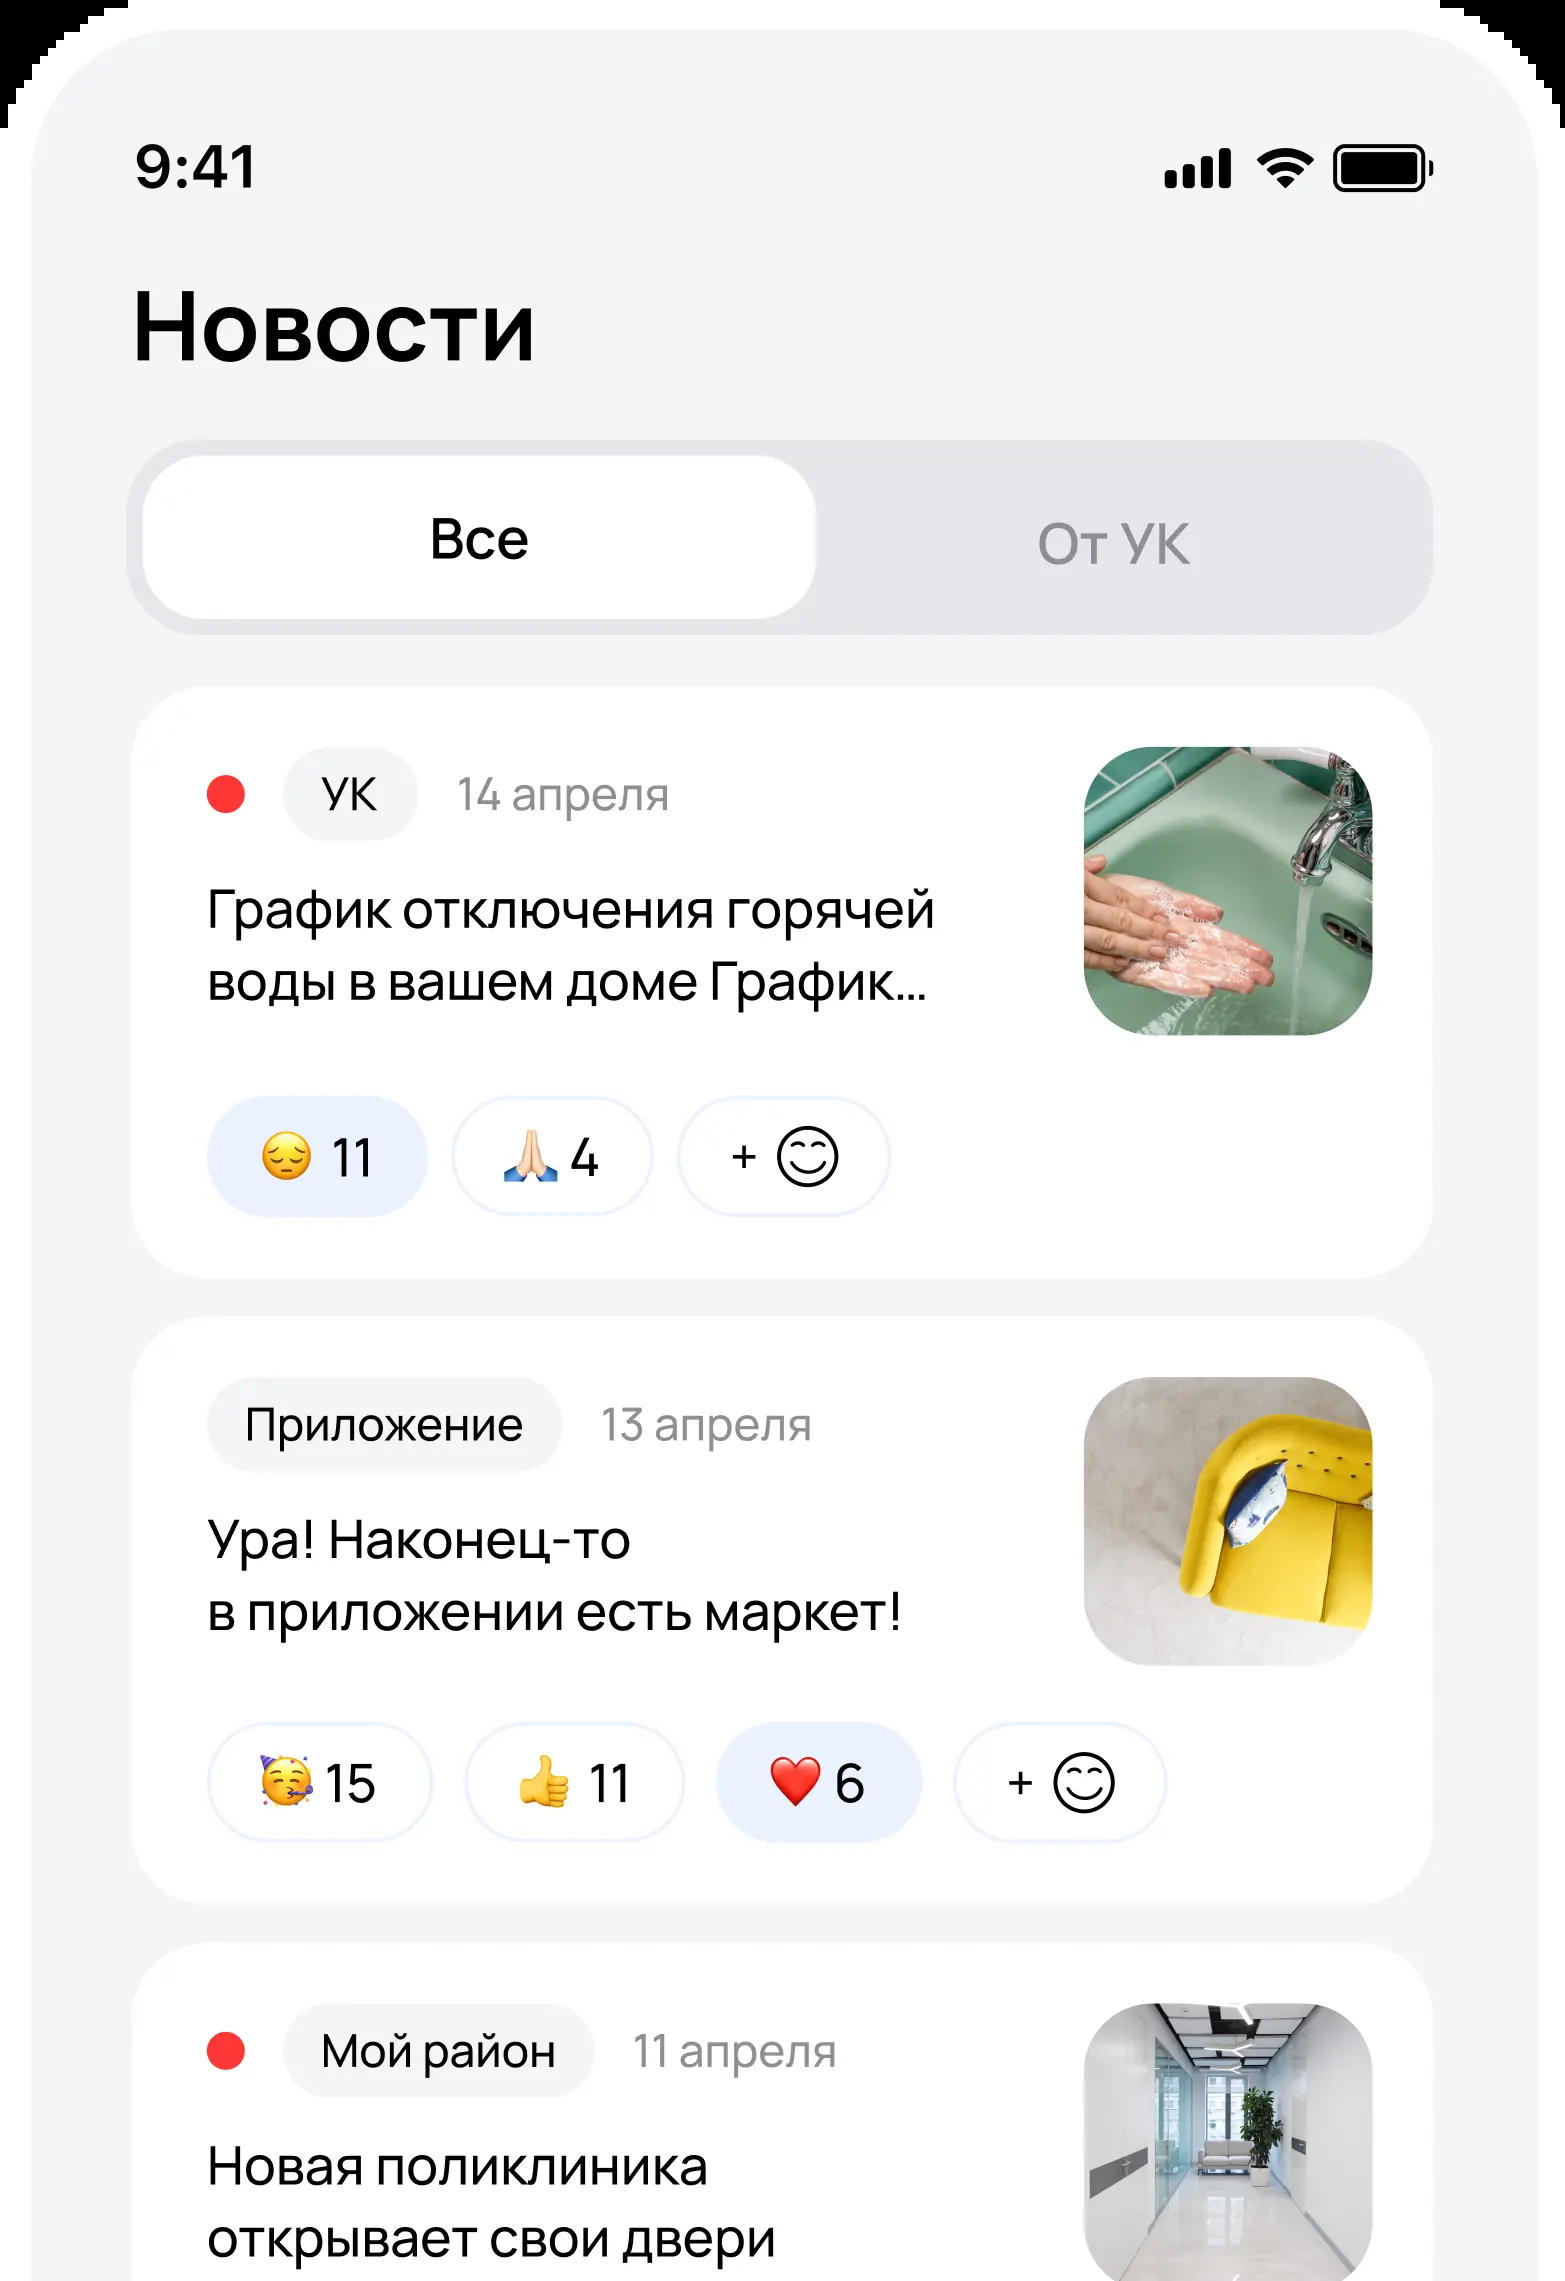 9:41
Новости
Все
От УК
УК 14 апреля
График отключения горячей
воды в вашем доме График...
😔 11 🙏🏻 4 + 😊
Приложение 13 апреля
Ура! Наконец-то
в приложении есть маркет!
🥳 15 👍 11 ❤️ 6 + 😊
Мой район 11 апреля
Новая поликлиника
открывает свои двери